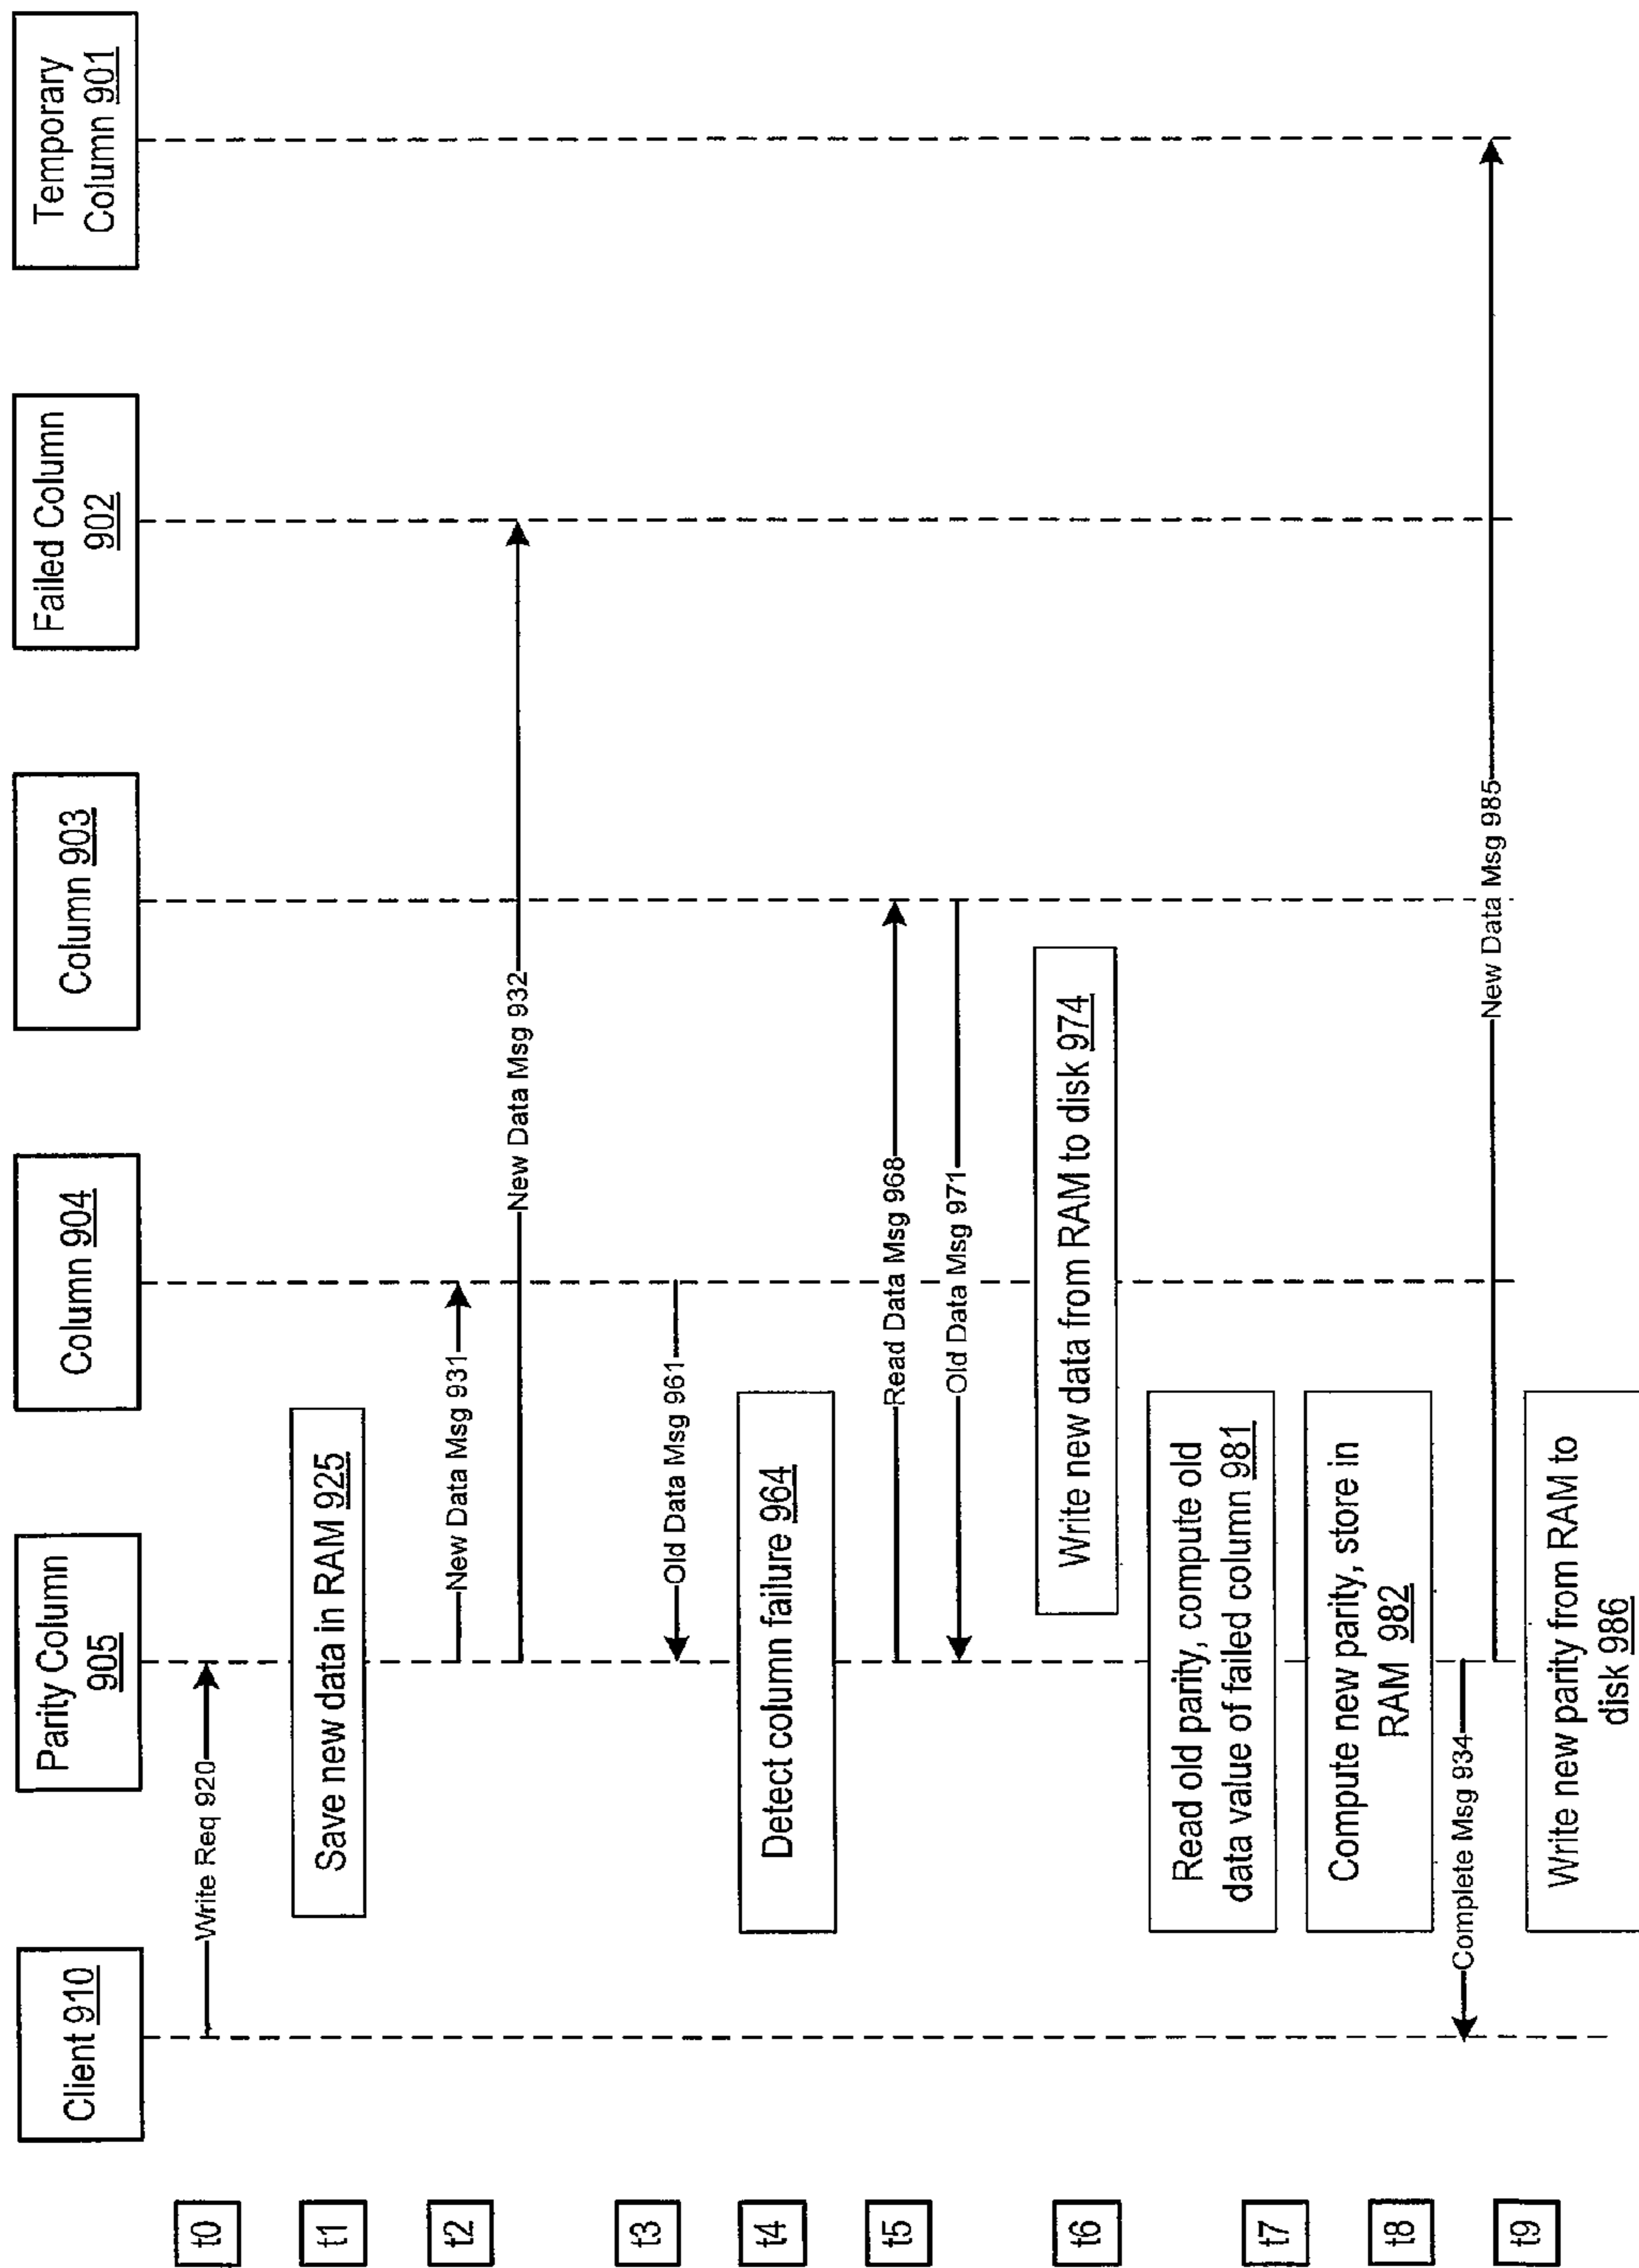 Client 910
Parity Column
905
Column 904
Column 903
Failed Column
902
Temporary
Column 901
t0
Write Req 920
t1
Save new data in RAM 925
t2
New Data Msg 931
New Data Msg 932
t3
Old Data Msg 961
t4
Detect column failure 964
t5
Read Data Msg 968
Old Data Msg 971
t6
Write new data from RAM to disk 974
t7
Read old parity, compute old
data value of failed column 981
t8
Compute new parity, store in
RAM 982
Complete Msg 934
t9
New Data Msg 985
Write new parity from RAM to
disk 986